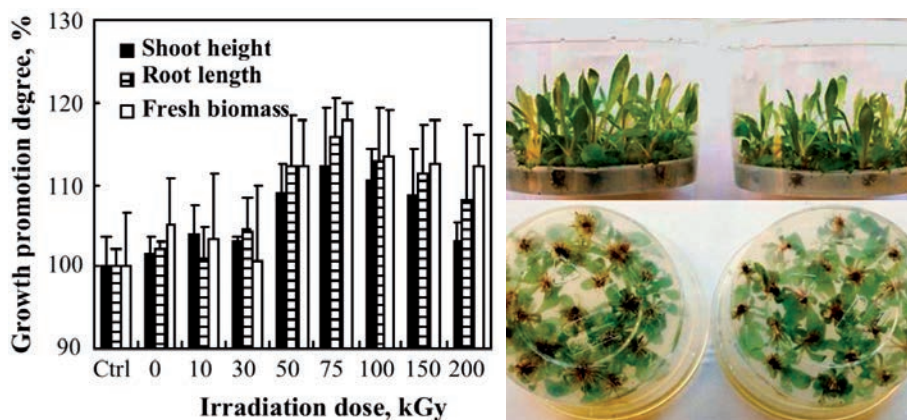 Growth promotion degree, %
130
120
110
100
90
Shoot height
Root length
Fresh biomass
Ctrl 0 10 30 50 75 100 150 200
Irradiation dose, kGy